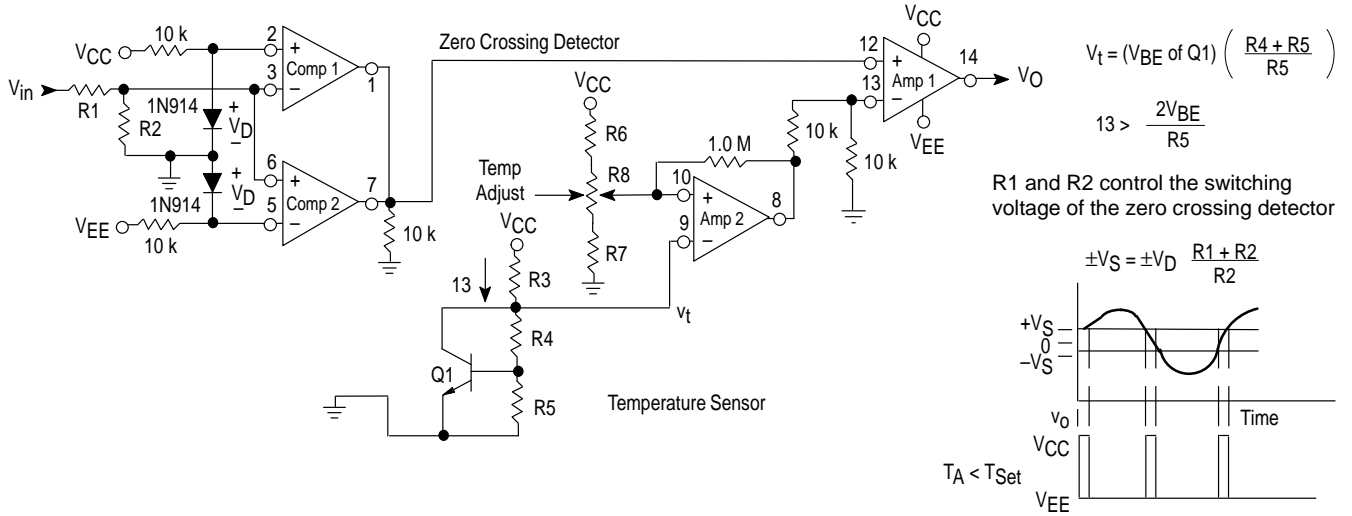 10 k
VCC
2
+
3
–
Comp 1
1
Vin
R1
R2
1N914
+
VD
–
+
VD
–
1N914
6
+
5
–
Comp 2
7
VEE
10 k
10 k
Zero Crossing Detector
VCC
R6
R8
Temp
Adjust
R7
1.0 M
10
+
9
–
Amp 2
8
10 k
10 k
12
+
13
–
Amp 1
VCC
VEE
14
VO
VCC
R3
13
vt
R4
Q1
R5
Temperature Sensor
Vt = (VBE of Q1) ( R4 + R5 / R5 )
13 > 2VBE / R5
R1 and R2 control the switching
voltage of the zero crossing detector
±VS = ±VD R1 + R2 / R2
+VS
0
–VS
vo
Time
VCC
TA < TSet
VEE